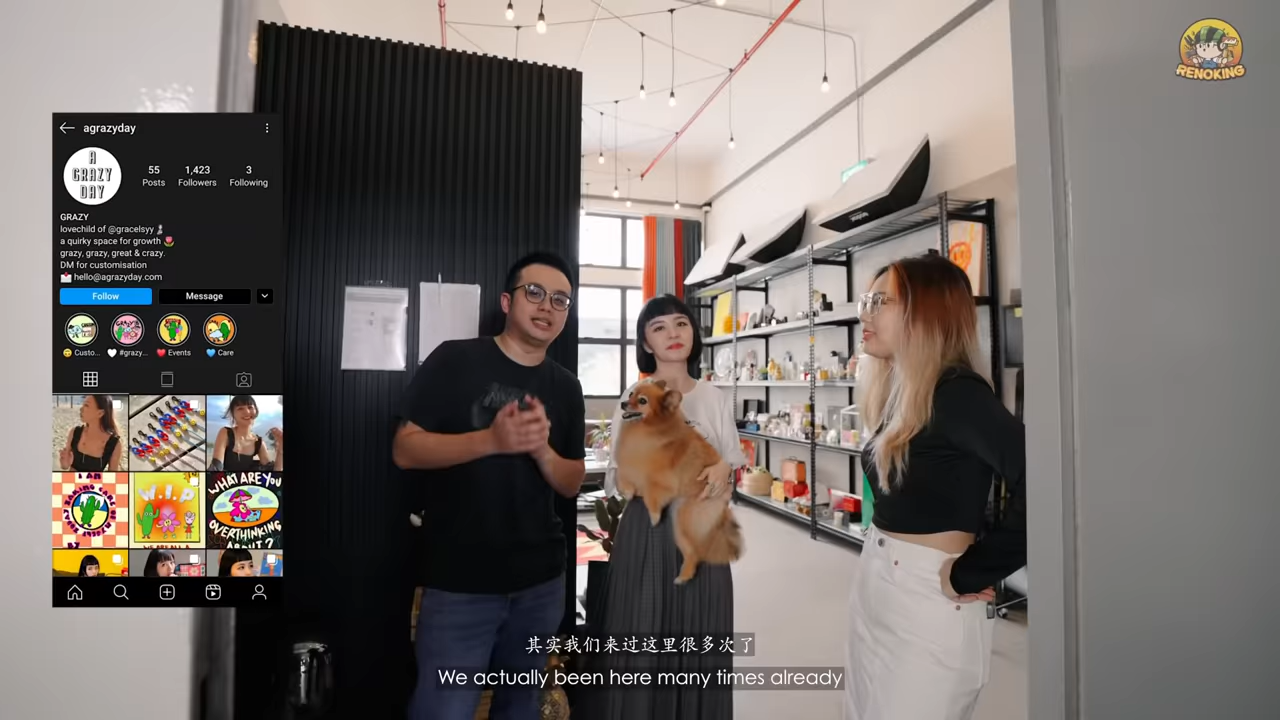 RENOKING
agrazyday
A
GRAZY
DAY
55
Posts
1,423
Followers
3
Following
GRAZY
lovechild of @gracelsyy
a quirky space for growth
grazy, grazy, great & crazy.
DM for customisation
hello@agrazyday.com
Follow
Message
Custo...
#grazy...
Events
Care
I AM
W.I.P
WHAT ARE YOU
OVERTHINKING
ABOUT?
其实我们来过这里很多次了
We actually been here many times already